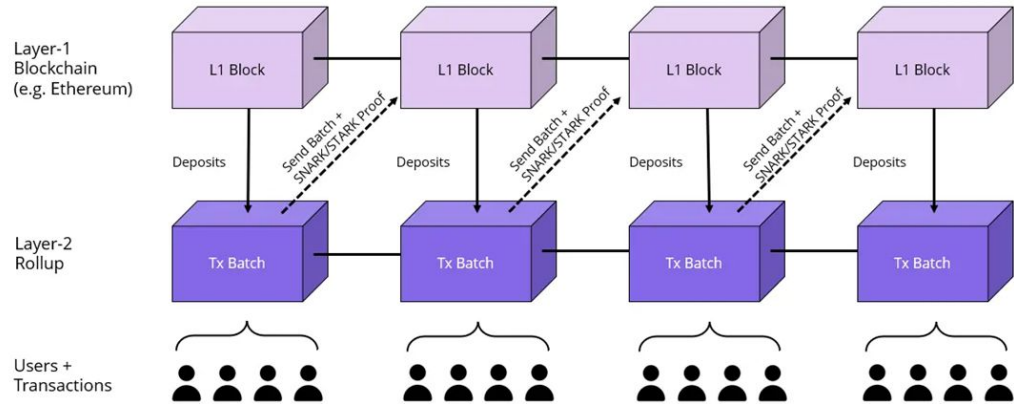 Layer-1
Blockchain
(e.g. Ethereum)
L1 Block
L1 Block
L1 Block
L1 Block
Deposits
Send Batch +
SNARK/STARK Proof
Deposits
Send Batch +
SNARK/STARK Proof
Deposits
Send Batch +
SNARK/STARK Proof
Deposits
Layer-2
Rollup
Tx Batch
Tx Batch
Tx Batch
Tx Batch
Users +
Transactions